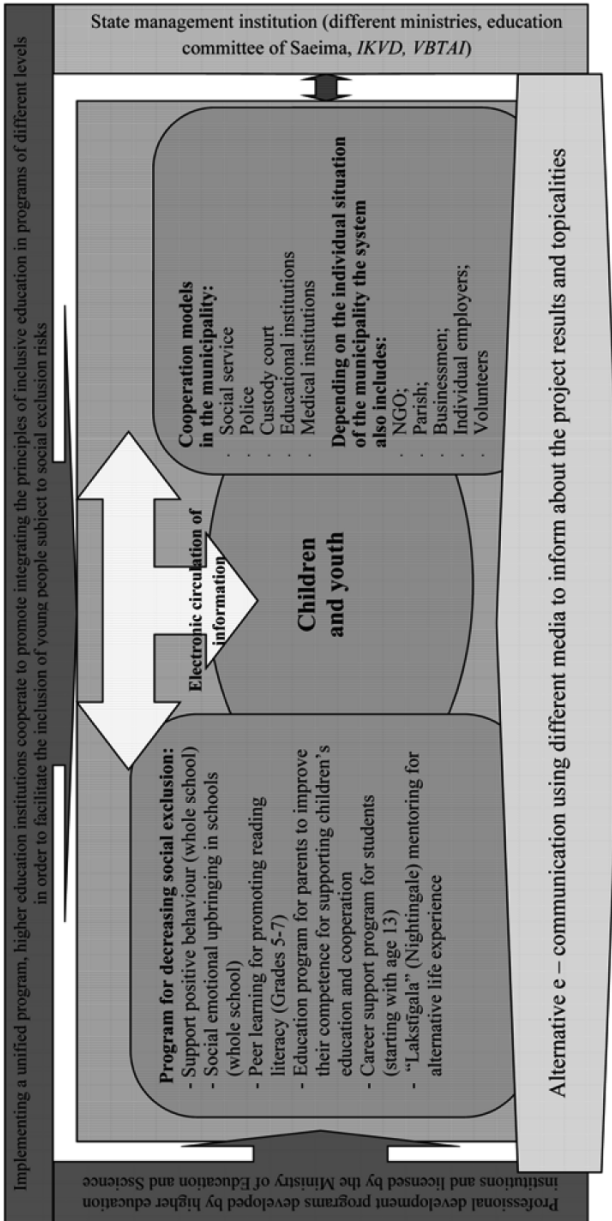 Implementing a unified program, higher education institutions cooperate to promote integrating the principles of inclusive education in programs of different levels
in order to facilitate the inclusion of young people subject to social exclusion risks
Professional development programs developed by higher education
institutions and licensed by the Ministry of Education and Sscience
Program for decreasing social exclusion:
- Support positive behaviour (whole school)
- Social emotional upbringing in schools
(whole school)
- Peer learning for promoting reading
literacy (Grades 5-7)
- Education program for parents to improve
their competence for supporting children's
education and cooperation
- Career support program for students
(starting with age 13)
- "Lakstīgala" (Nightingale) mentoring for
alternative life experience
Electronic circulation of
information
Children
and youth
Cooperation models
in the municipality:
· Social service
· Police
· Custody court
· Educational institutions
· Medical institutions
Depending on the individual situation
of the municipality the system
also includes:
· NGO;
· Parish;
· Businessmen;
· Individual employers;
· Volunteers
State management institution (different ministries, education
committee of Saeima, IKVD, VBTAI)
Alternative e – communication using different media to inform about the project results and topicalities